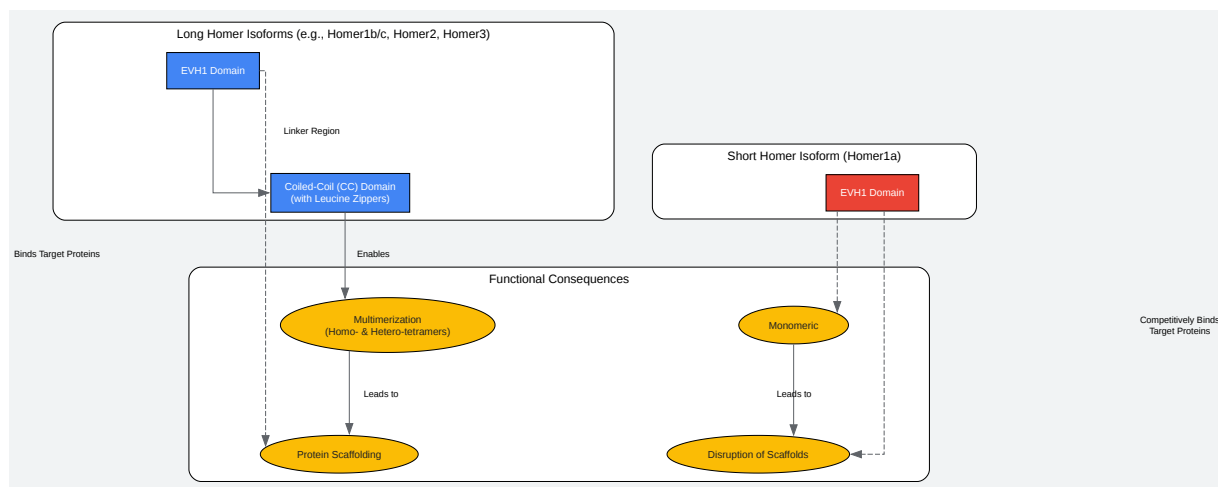 Long Homer Isoforms (e.g., Homer1b/c, Homer2, Homer3)
EVH1 Domain
Linker Region
Coiled-Coil (CC) Domain
(with Leucine Zippers)
Short Homer Isoform (Homer1a)
EVH1 Domain
Binds Target Proteins
Enables
Functional Consequences
Multimerization
(Homo- & Hetero-tetramers)
Monomeric
Competitively Binds
Target Proteins
Leads to
Leads to
Protein Scaffolding
Disruption of Scaffolds